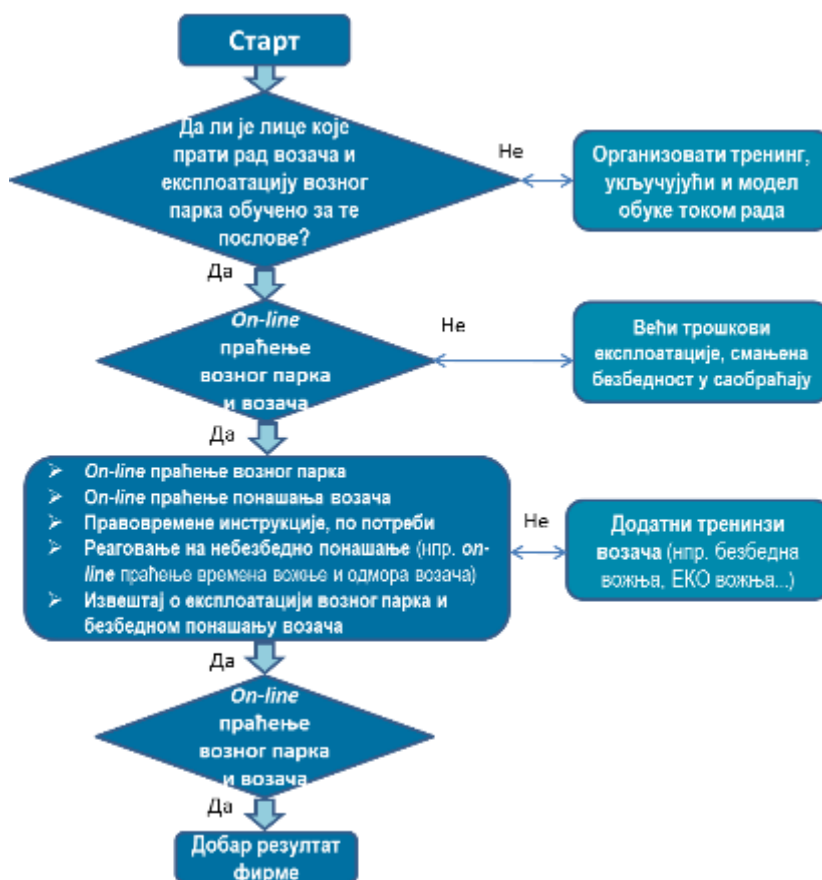 Старт
Да ли је лице које
прати рад возача и
експлоатацију возног
парка обучено за те
послове?
Не
Организовати тренинг,
укључујући и модел
обуке током рада
Да
On-line
праћење
возног парка
и возача
Не
Већи трошкови
експлоатације, смањена
безбедност у саобраћају
Да
➢ On-line праћење возног парка
➢ On-line праћење понашања возача
➢ Правовремене инструкције, по потреби
➢ Реаговање на небезбедно понашање (нпр. on-
line праћење времена вожње и одмора возача)
➢ Извештај о експлоатацији возног парка и
безбедном понашању возача
Не
Додатни тренинзи
возача (нпр. безбедна
вожња, ЕКО вожња...)
Да
On-line
праћење
возног парка
и возача
Да
Добар резултат
фирме